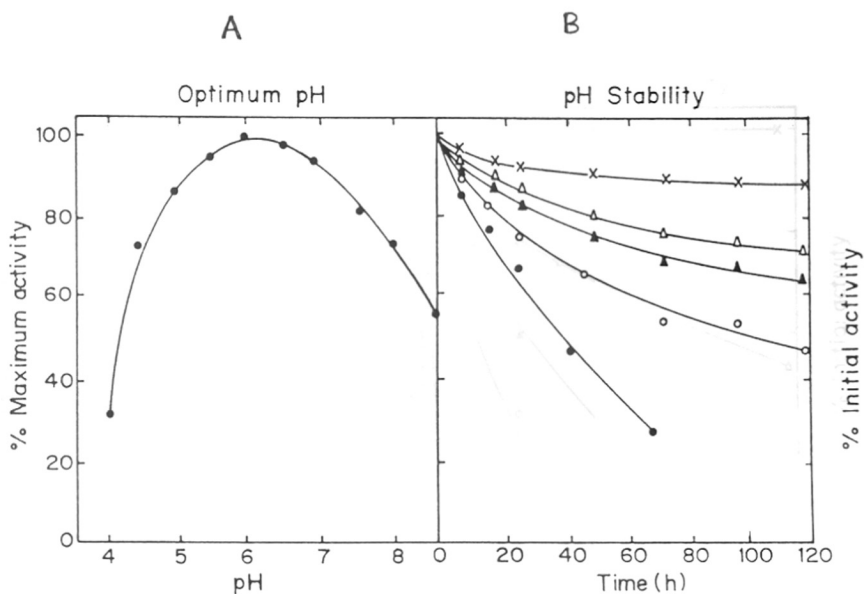 A B
Optimum pH pH Stability
% Maximum activity
100%
80
60
40
20
0
4 5 6 7 8
pH
0 20 40 60 80 100 120
Time (h)
% Initial activity